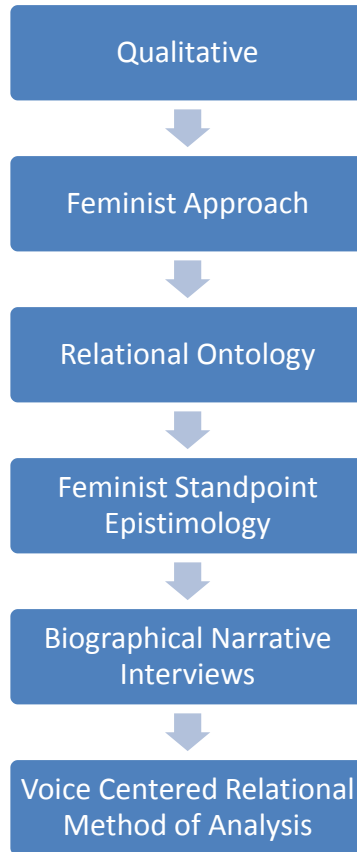 Qualitative
Feminist Approach
Relational Ontology
Feminist Standpoint
Epistimology
Biographical Narrative
Interviews
Voice Centered Relational
Method of Analysis